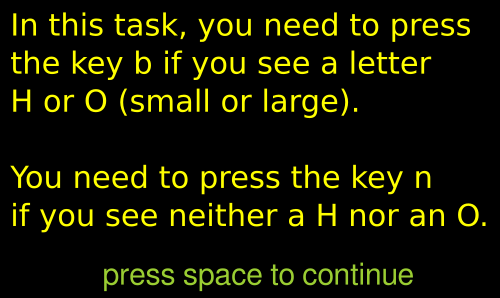 In this task, you need to press
the key b if you see a letter
H or O (small or large).
You need to press the key n
if you see neither a H nor an O.
press space to continue